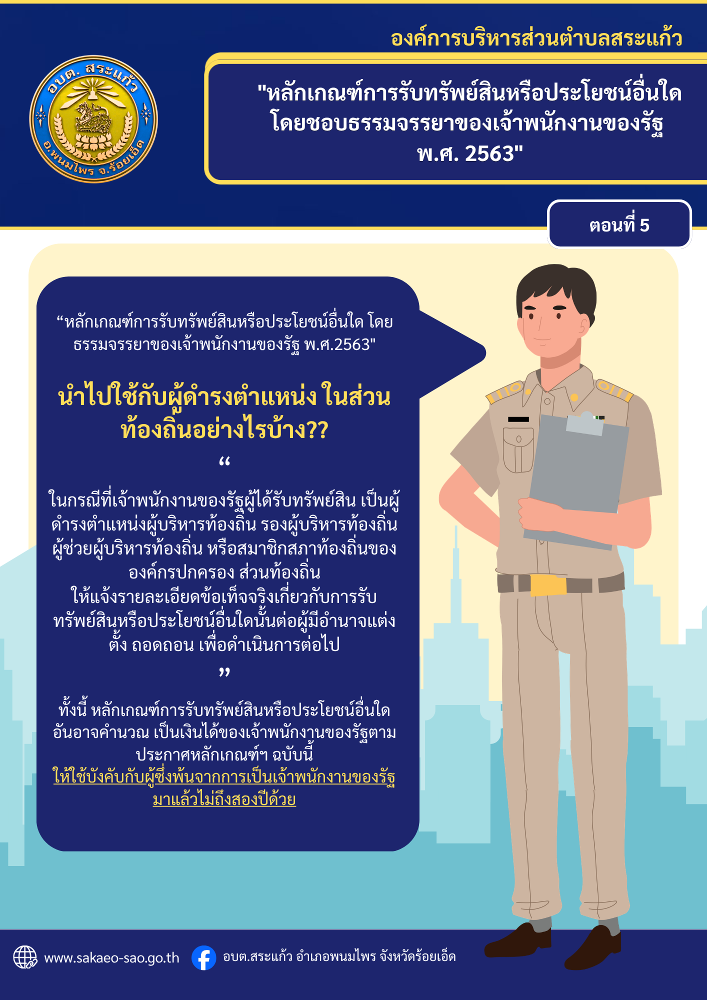 องค์การบริหารส่วนตำบลสระแก้ว
อบต. สระแก้ว
อ.พนมไพร จ.ร้อยเอ็ด
"หลักเกณฑ์การรับทรัพย์สินหรือประโยชน์อื่นใด
โดยชอบธรรมจรรยาของเจ้าพนักงานของรัฐ
พ.ศ. 2563"
ตอนที่ 5
“หลักเกณฑ์การรับทรัพย์สินหรือประโยชน์อื่นใด โดย
ธรรมจรรยาของเจ้าพนักงานของรัฐ พ.ศ.2563"
นำไปใช้กับผู้ดำรงตำแหน่ง ในส่วน
ท้องถิ่นอย่างไรบ้าง??
“
ในกรณีที่เจ้าพนักงานของรัฐผู้ได้รับทรัพย์สิน เป็นผู้
ดำรงตำแหน่งผู้บริหารท้องถิ่น รองผู้บริหารท้องถิ่น
ผู้ช่วยผู้บริหารท้องถิ่น หรือสมาชิกสภาท้องถิ่นของ
องค์กรปกครอง ส่วนท้องถิ่น
ให้แจ้งรายละเอียดข้อเท็จจริงเกี่ยวกับการรับ
ทรัพย์สินหรือประโยชน์อื่นใดนั้นต่อผู้มีอำนาจแต่ง
ตั้ง ถอดถอน เพื่อดำเนินการต่อไป
”
ทั้งนี้ หลักเกณฑ์การรับทรัพย์สินหรือประโยชน์อื่นใด
อันอาจคำนวณ เป็นเงินได้ของเจ้าพนักงานของรัฐตาม
ประกาศหลักเกณฑ์ฯ ฉบับนี้
ให้ใช้บังคับกับผู้ซึ่งพ้นจากการเป็นเจ้าพนักงานของรัฐ
มาแล้วไม่ถึงสองปีด้วย
www.sakaeo-sao.go.th
อบต.สระแก้ว อำเภอพนมไพร จังหวัดร้อยเอ็ด